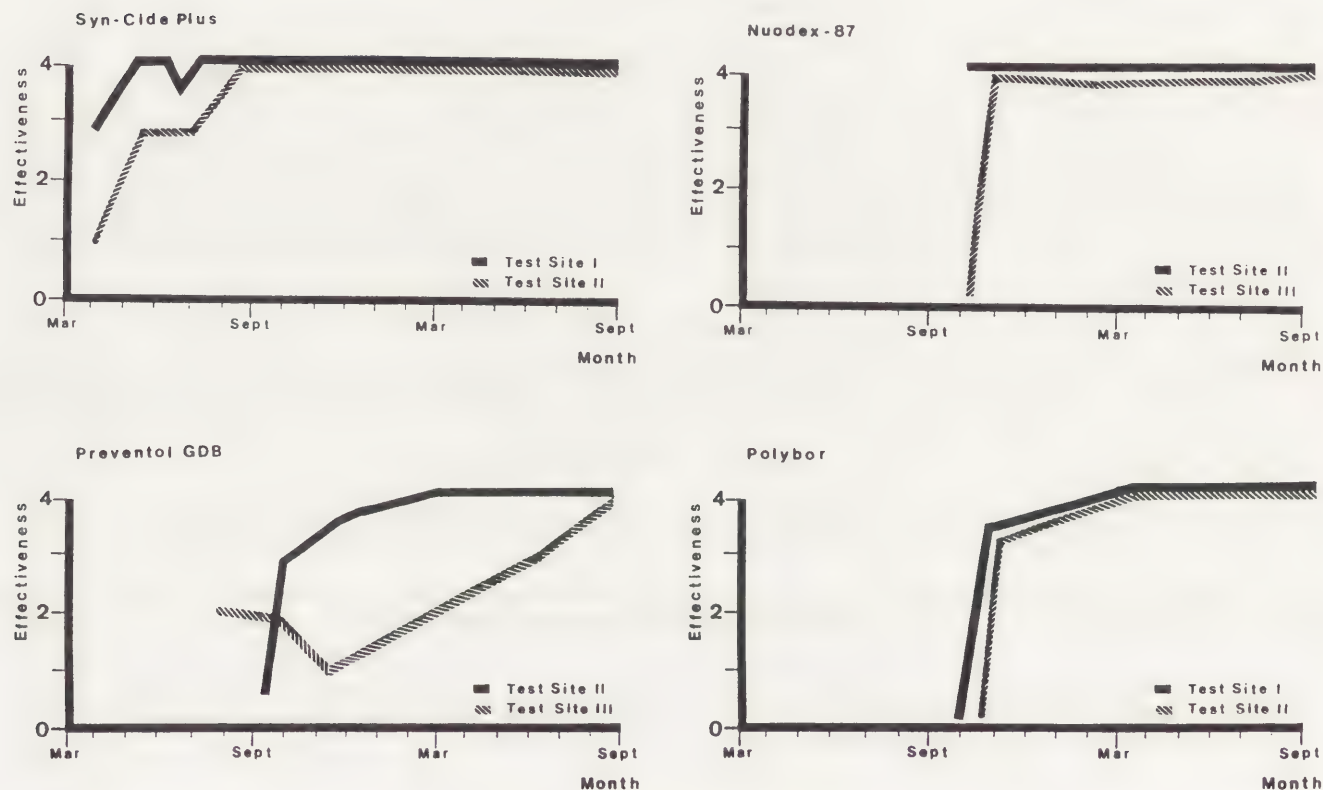 Syn-Cide Plus
Effectiveness
4
2
0
Test Site I
Test Site II
Mar
Sept
Mar
Sept
Month
Nuodex-87
Effectiveness
4
2
0
Test Site II
Test Site III
Mar
Sept
Mar
Sept
Month
Preventol GDB
Effectiveness
4
2
0
Test Site II
Test Site III
Mar
Sept
Mar
Sept
Month
Polybor
Effectiveness
4
2
0
Test Site I
Test Site II
Mar
Sept
Mar
Sept
Month